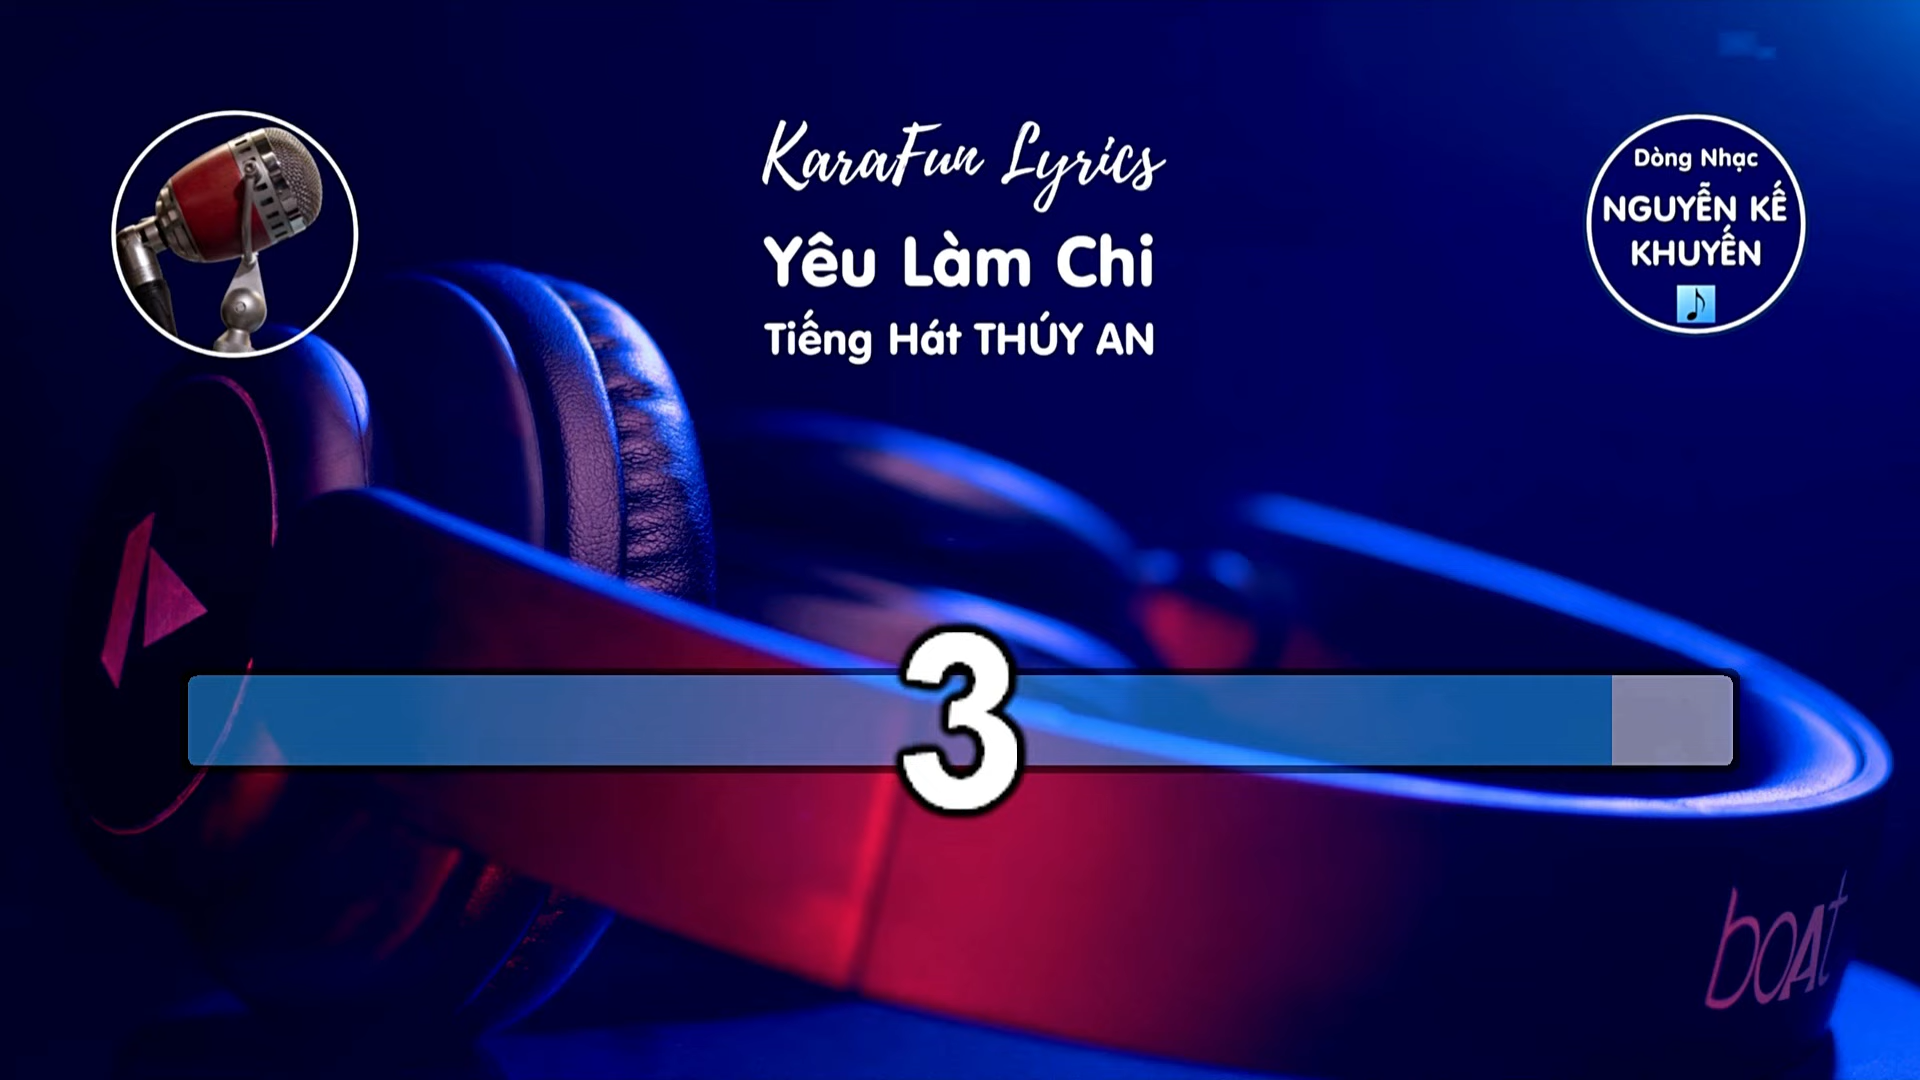 KaraFun Lyrics
Yêu Làm Chi
Tiếng Hát THÚY AN
Dòng Nhạc
NGUYỄN KẾ
KHUYẾN
3
boAt